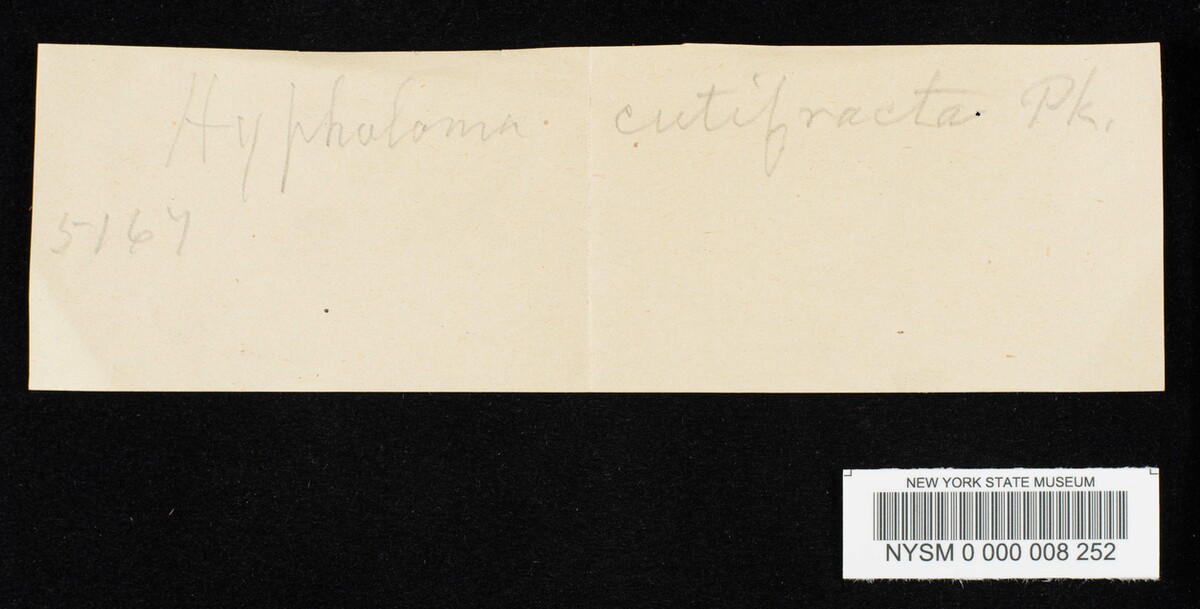 Hypholoma cutifracta Pk.
5167
NEW YORK STATE MUSEUM
NYSM 0 000 008 252